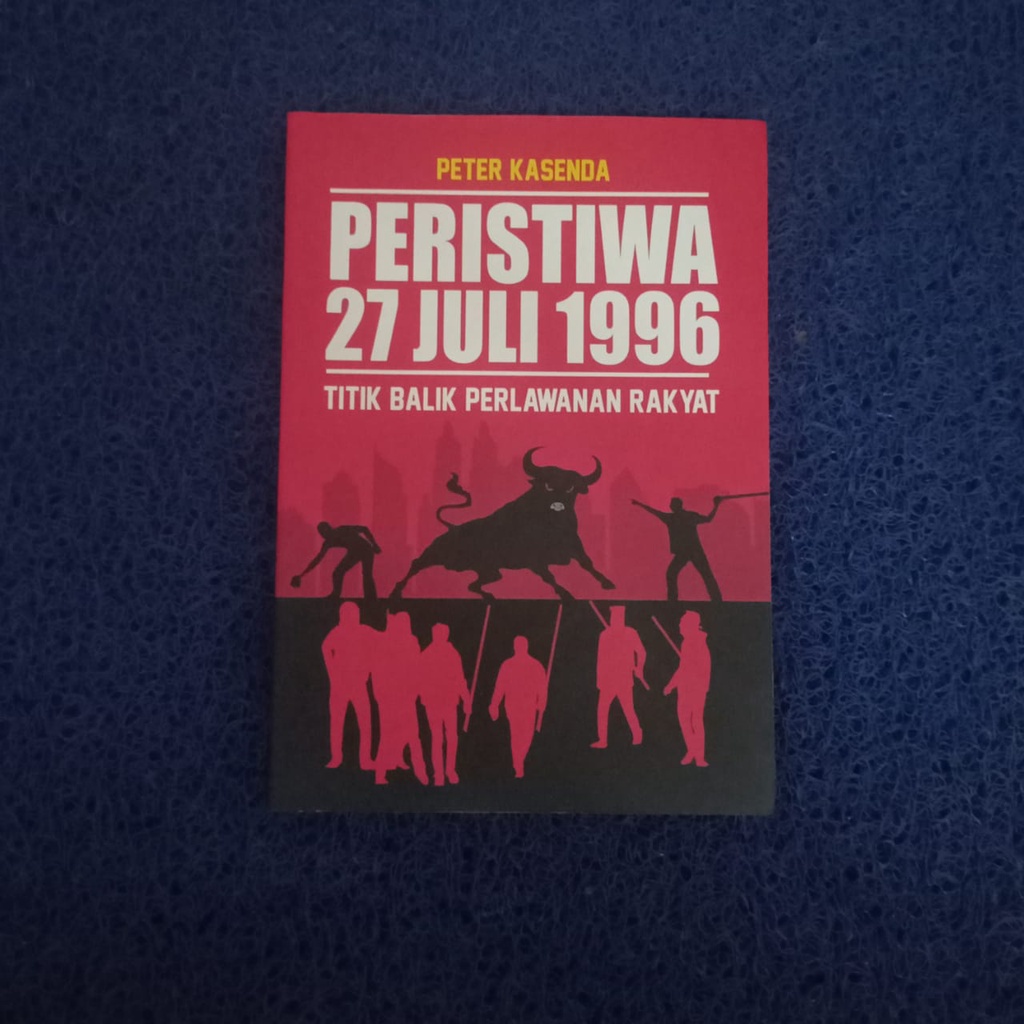 PETER KASENDA
PERISTIWA
27 JULI 1996
TITIK BALIK PERLAWANAN RAKYAT